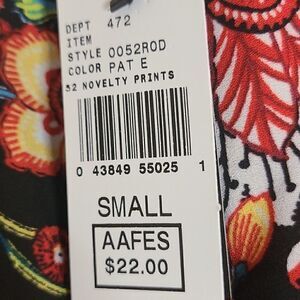 DEPT 472
ITEM
STYLE 0052ROD
COLOR PAT E
52 NOVELTY PRINTS
0 43849 55025 1
SMALL
AAFES
$22.00